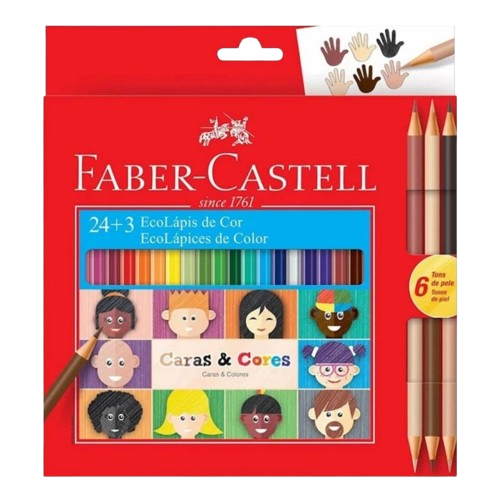 FABER-CASTELL
since 1761
24+3 EcoLápis de Cor
EcoLápices de Color
6 Tons de pele
Tonos de piel
Caras & Cores
Caras & Colores